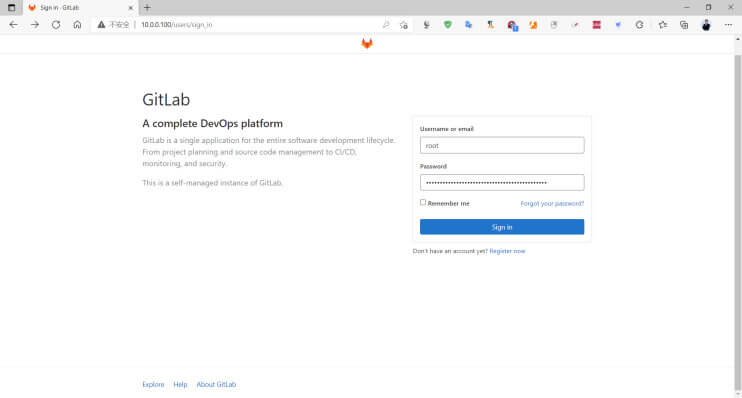 Sign in · GitLab
不安全
10.0.0.100/users/sign_in
GitLab
A complete DevOps platform
GitLab is a single application for the entire software development lifecycle.
From project planning and source code management to CI/CD,
monitoring, and security.
This is a self-managed instance of GitLab.
Username or email
root
Password
Remember me
Forgot your password?
Sign in
Don't have an account yet? Register now
Explore
Help
About GitLab